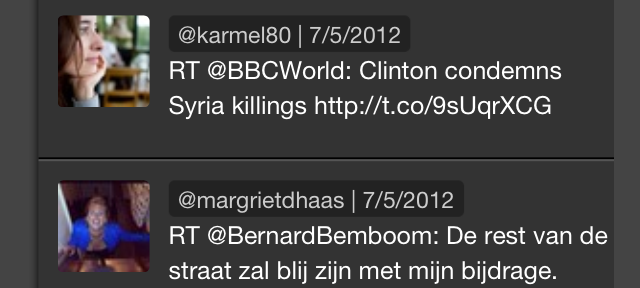 @karmel80 | 7/5/2012
RT @BBCWorld: Clinton condemns
Syria killings http://t.co/9sUqrXCG
@margrietdhaas | 7/5/2012
RT @BernardBemboom: De rest van de
straat zal blij zijn met mijn bijdrage.